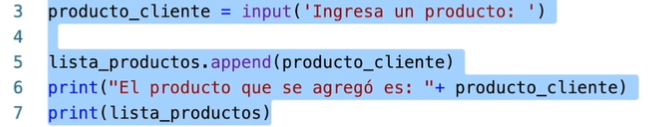 3 producto_cliente = input('Ingresa un producto: ')
4
5 lista_productos.append(producto_cliente)
6 print("El producto que se agregó es: "+ producto_cliente)
7 print(lista_productos)